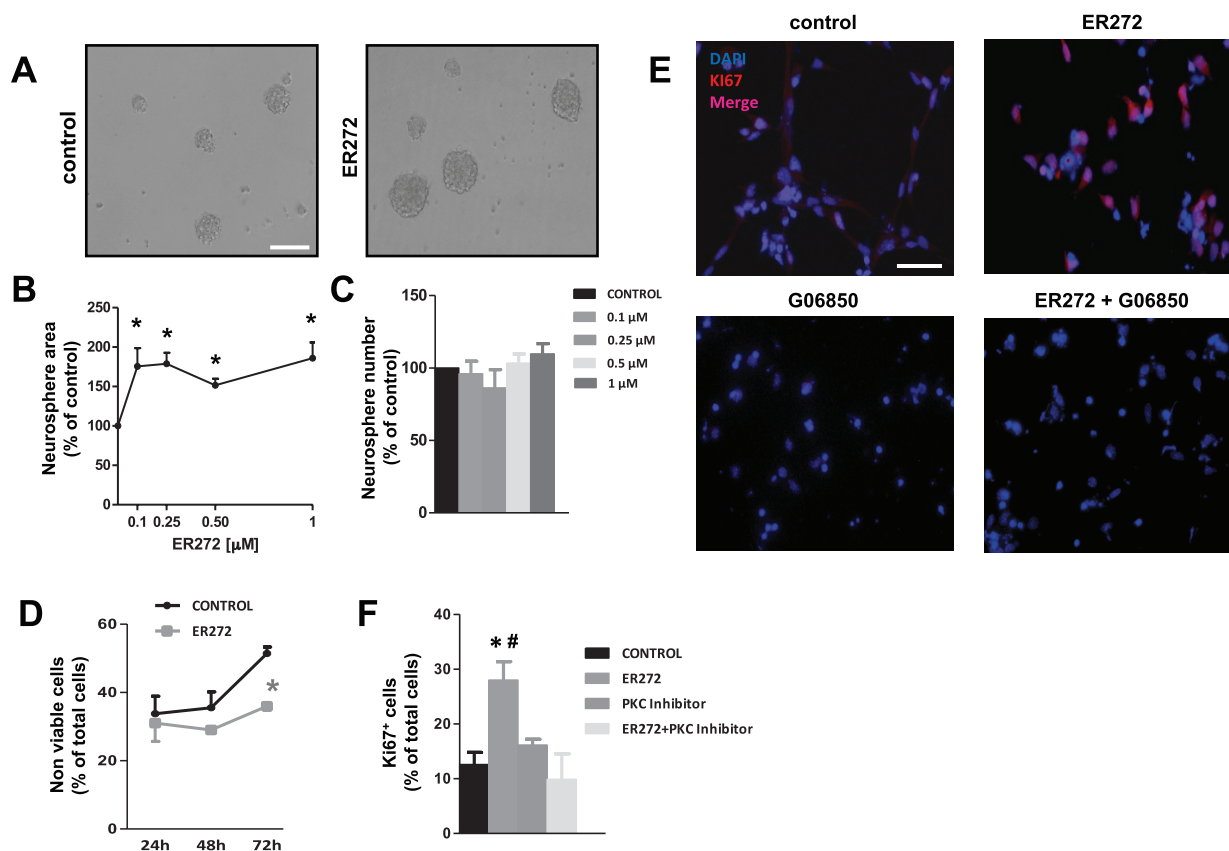 A
control
ER272
B
Neurosphere area
(% of control)
250
200
150
100
50
0
*
*
*
*
0.1
0.25
0.50
1
ER272 [μM]
C
Neurosphere number
(% of control)
150
100
50
0
CONTROL
0.1 μM
0.25 μM
0.5 μM
1 μM
D
CONTROL
ER272
Non viable cells
(% of total cells)
60
40
20
0
*
24h
48h
72h
E
control
ER272
DAPI
KI67
Merge
G06850
ER272 + G06850
F
Ki67⁺ cells
(% of total cells)
40
30
20
10
0
* #
CONTROL
ER272
PKC Inhibitor
ER272+PKC Inhibitor